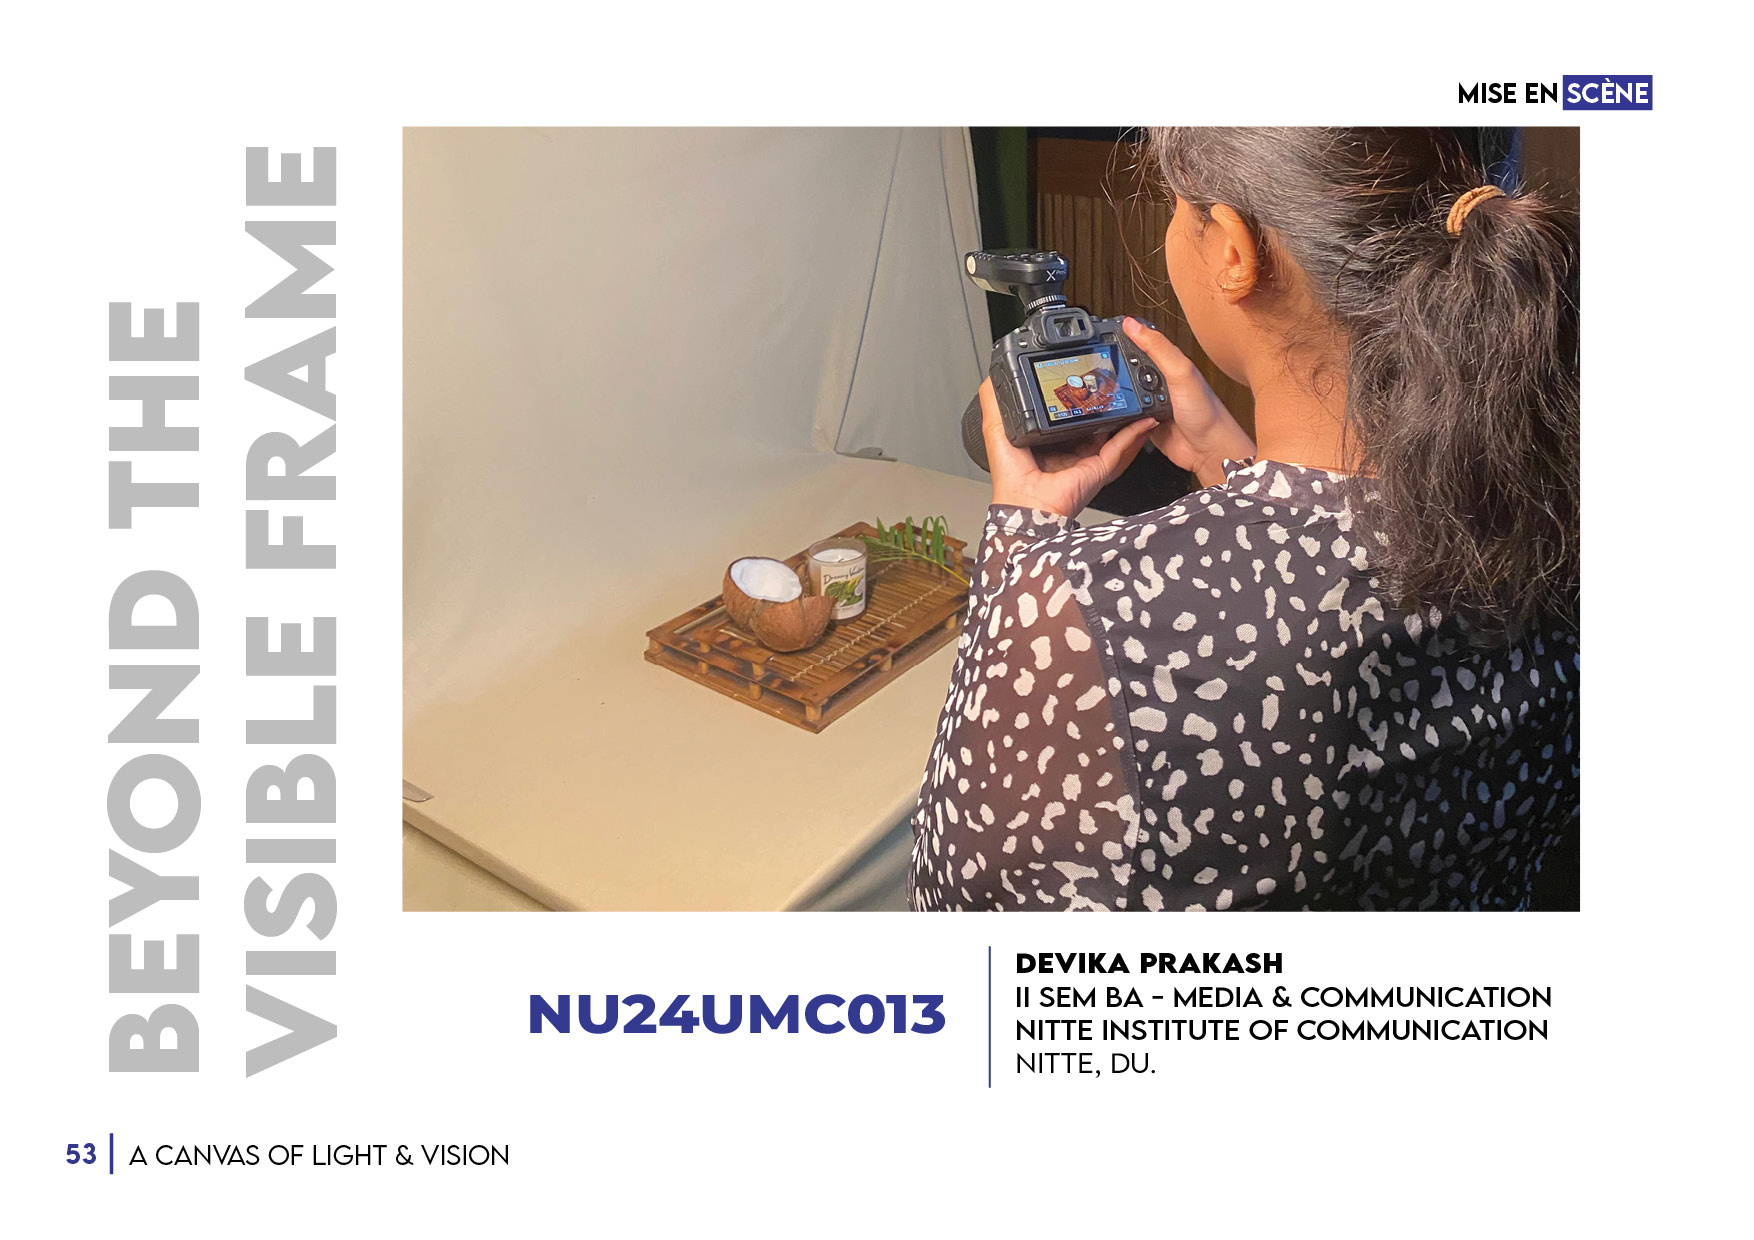 MISE EN SCÈNE
BEYOND THE
VISIBLE FRAME
X
NU24UMC013
DEVIKA PRAKASH
II SEM BA - MEDIA & COMMUNICATION
NITTE INSTITUTE OF COMMUNICATION
NITTE, DU.
53 A CANVAS OF LIGHT & VISION